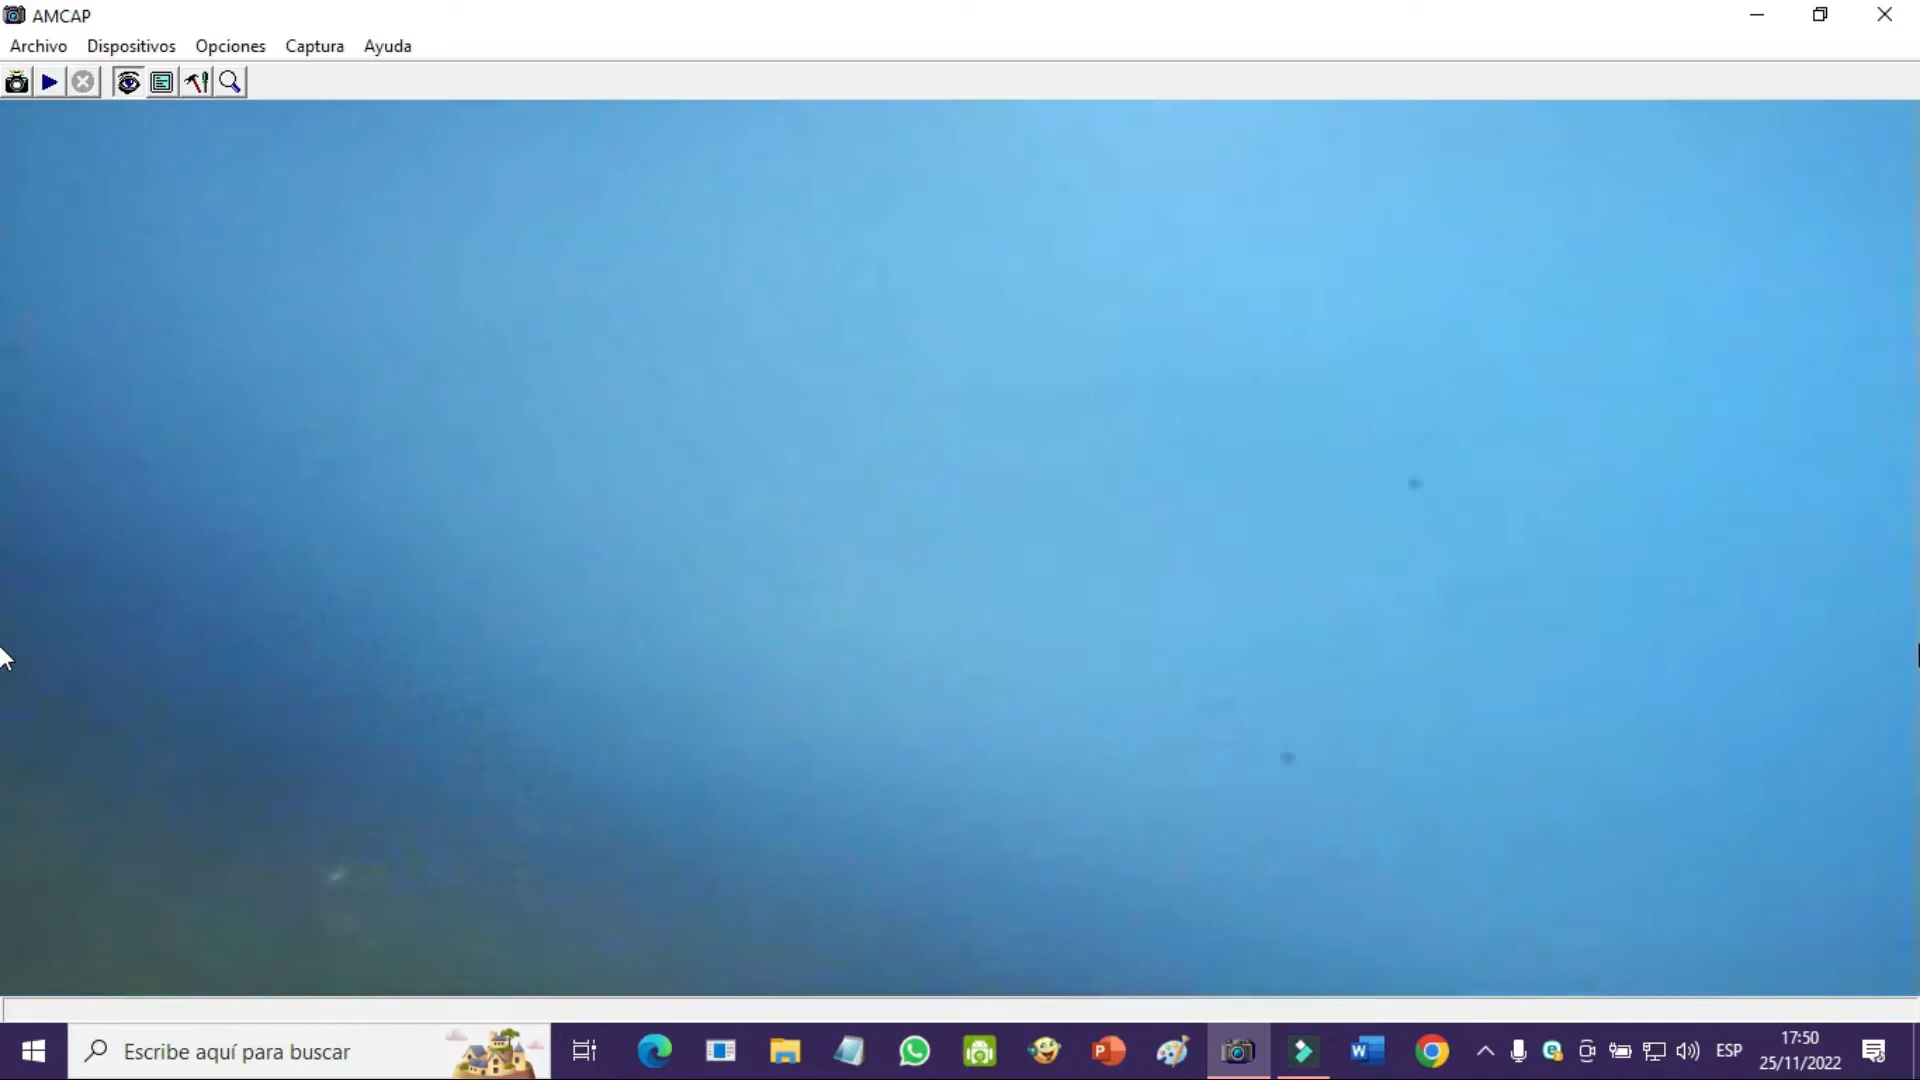 AMCAP
Archivo Dispositivos Opciones Captura Ayuda
Escribe aquí para buscar
ESP
17:50
25/11/2022